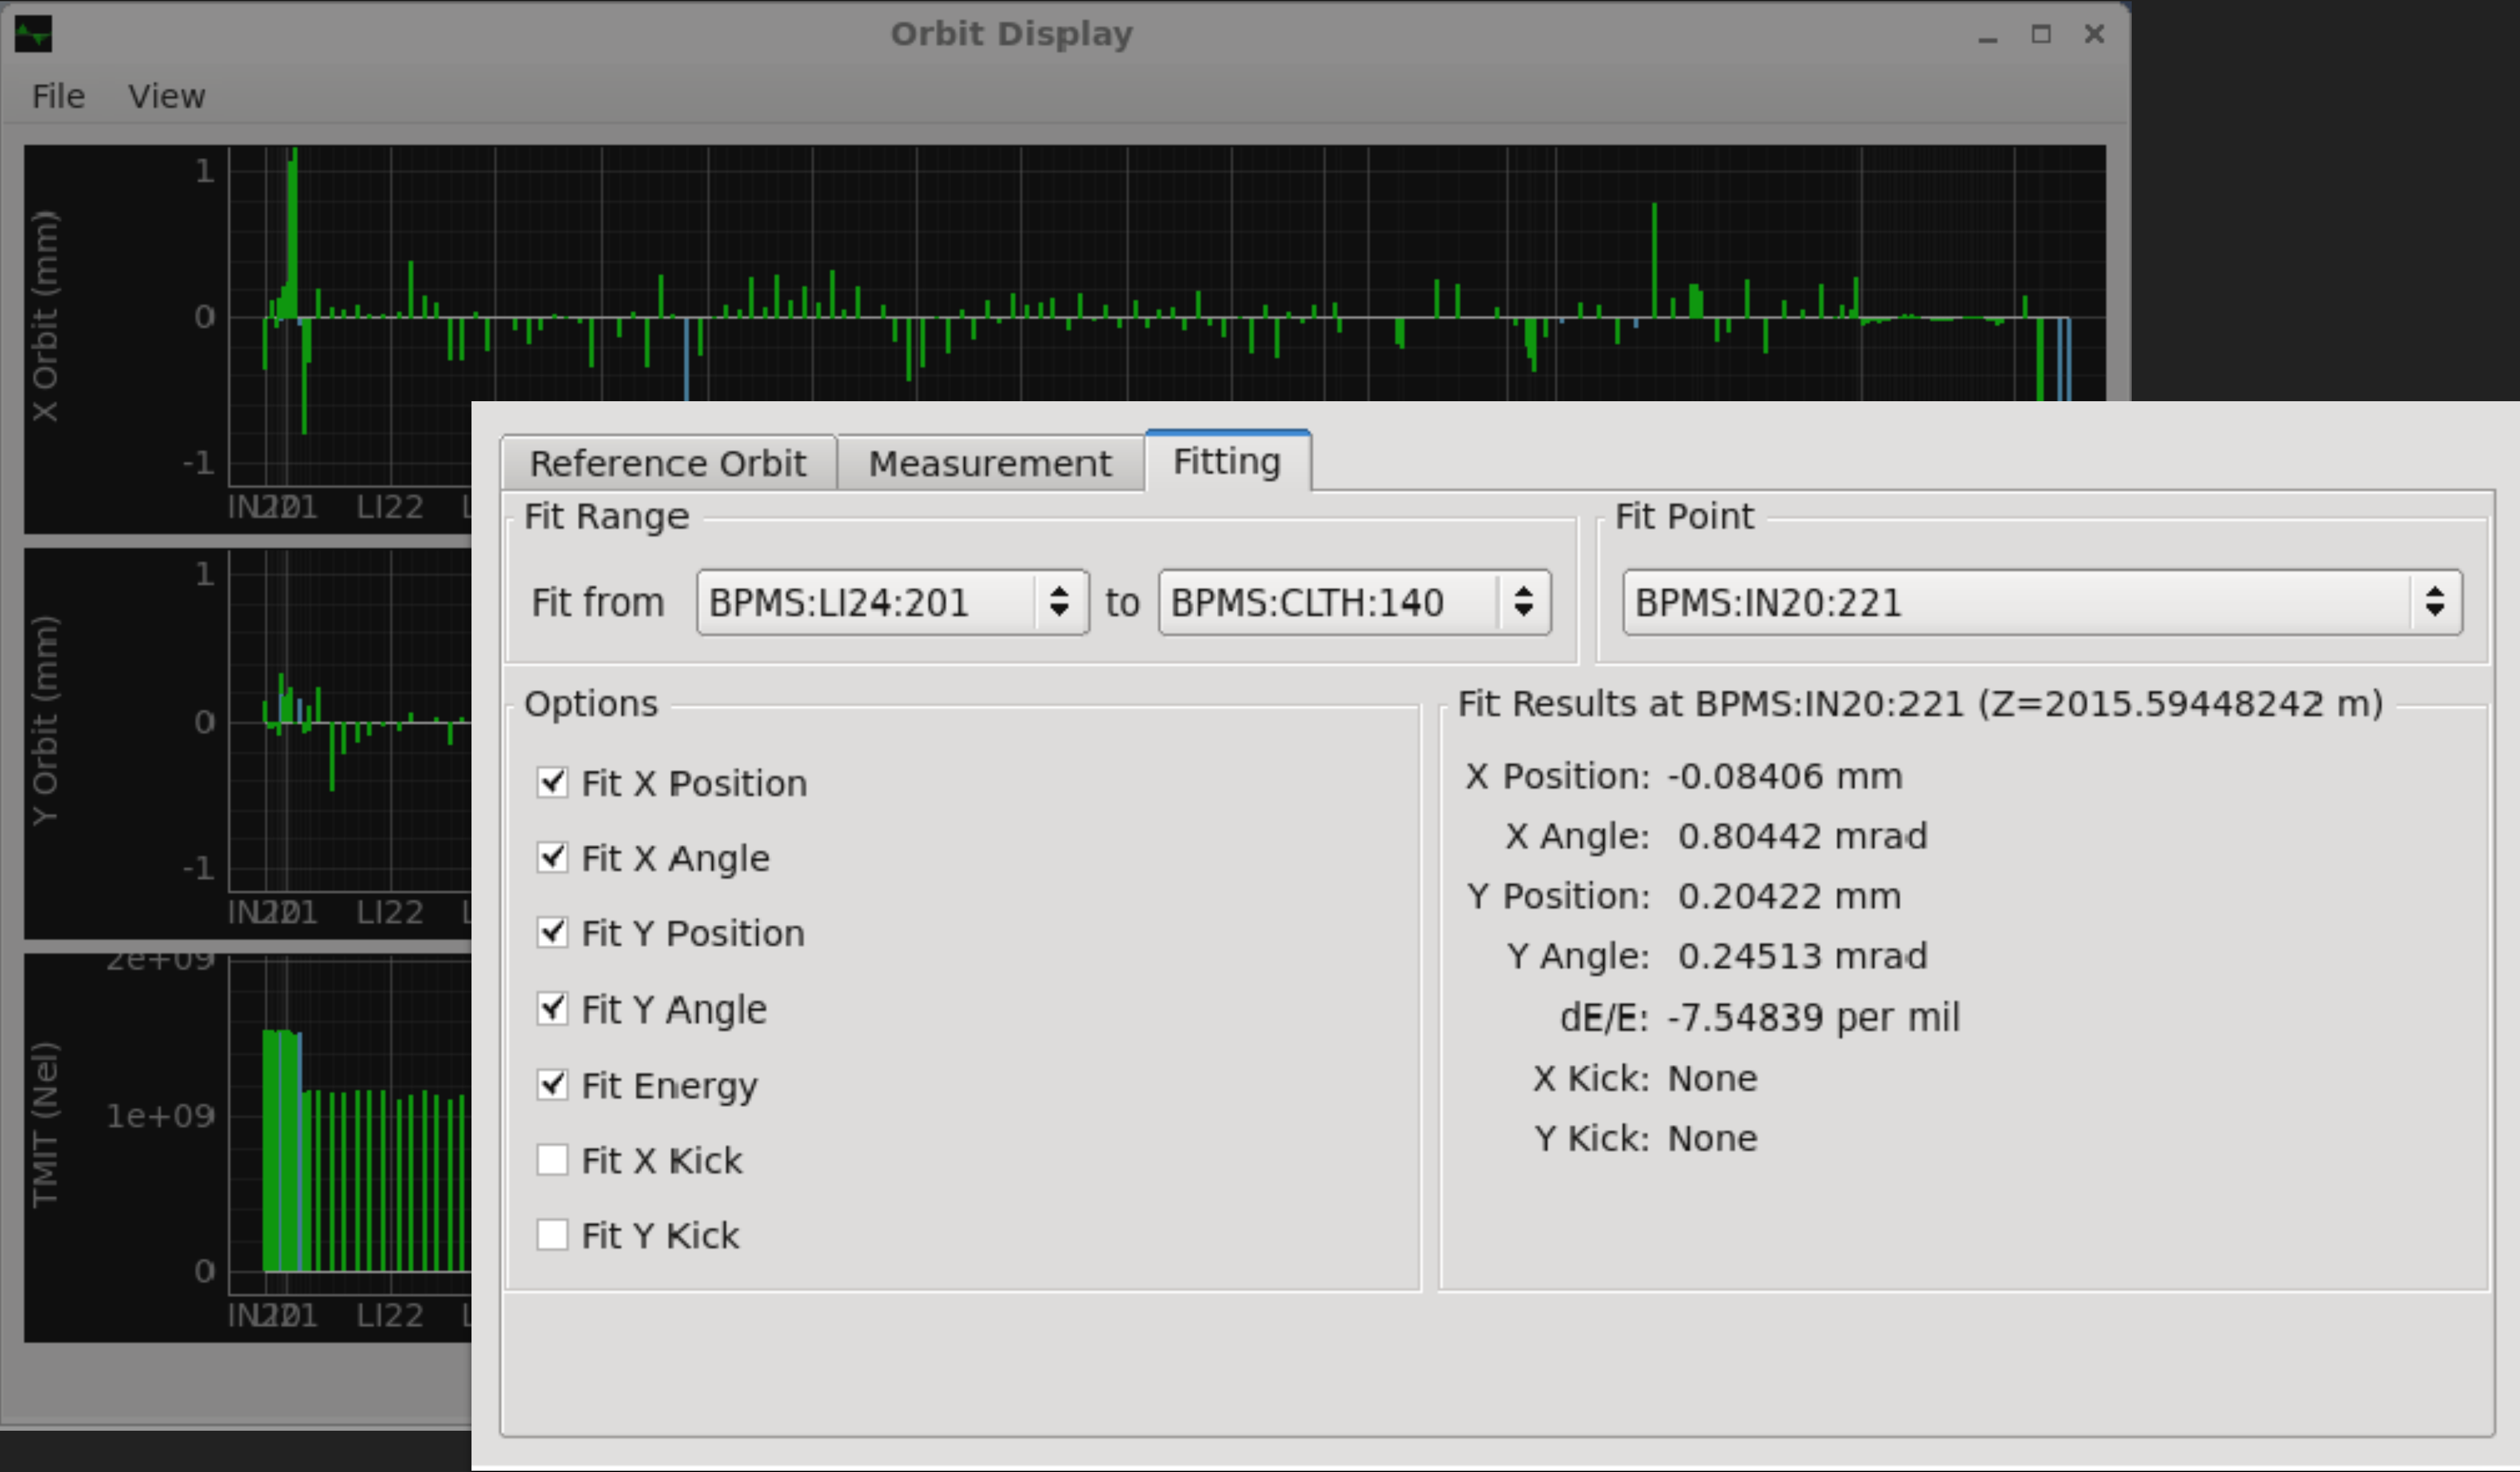 Orbit Display
File View
X Orbit (mm)
1
0
-1
LI22
Y Orbit (mm)
1
0
-1
LI22
TMIT (Nel)
2e+09
1e+09
0
LI22
Reference Orbit Measurement Fitting
Fit Range
Fit from BPMS:LI24:201 to BPMS:CLTH:140
Fit Point
BPMS:IN20:221
Options
Fit X Position
Fit X Angle
Fit Y Position
Fit Y Angle
Fit Energy
Fit X Kick
Fit Y Kick
Fit Results at BPMS:IN20:221 (Z=2015.59448242 m)
X Position: -0.08406 mm
X Angle: 0.80442 mrad
Y Position: 0.20422 mm
Y Angle: 0.24513 mrad
dE/E: -7.54839 per mil
X Kick: None
Y Kick: None